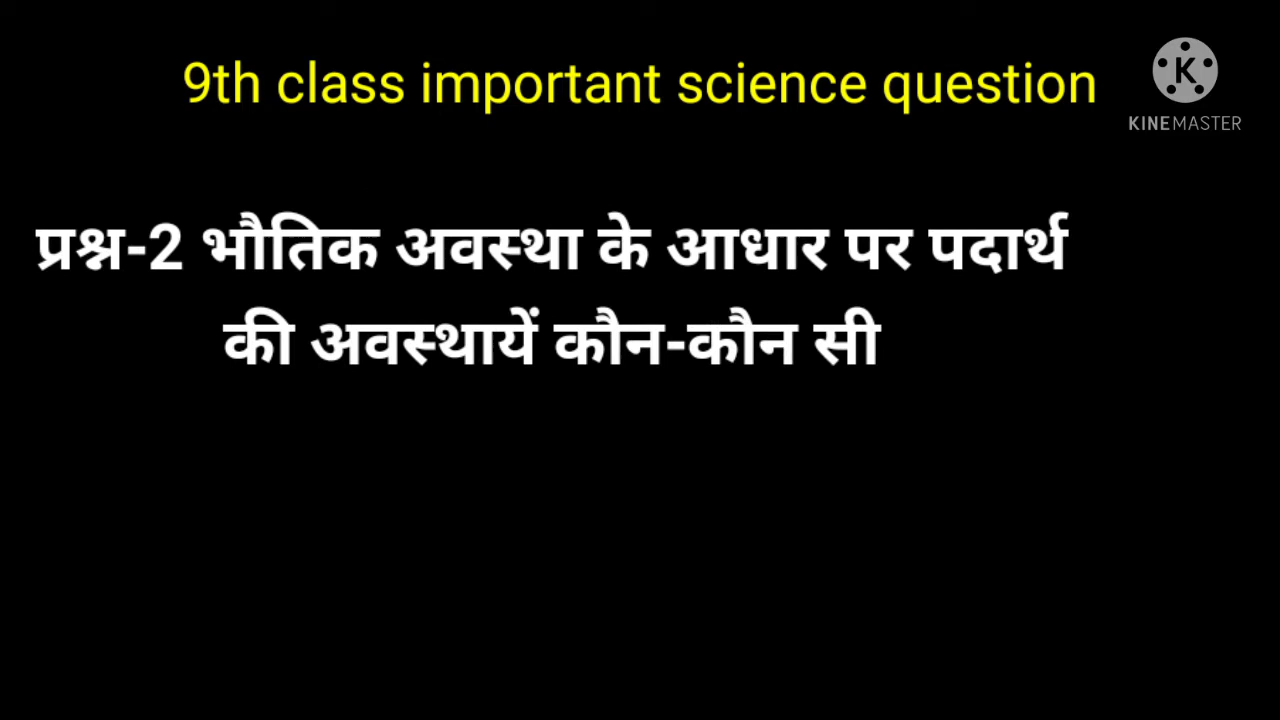 9th class important science question
KINEMASTER
प्रश्न-2 भौतिक अवस्था के आधार पर पदार्थ
की अवस्थायें कौन-कौन सी